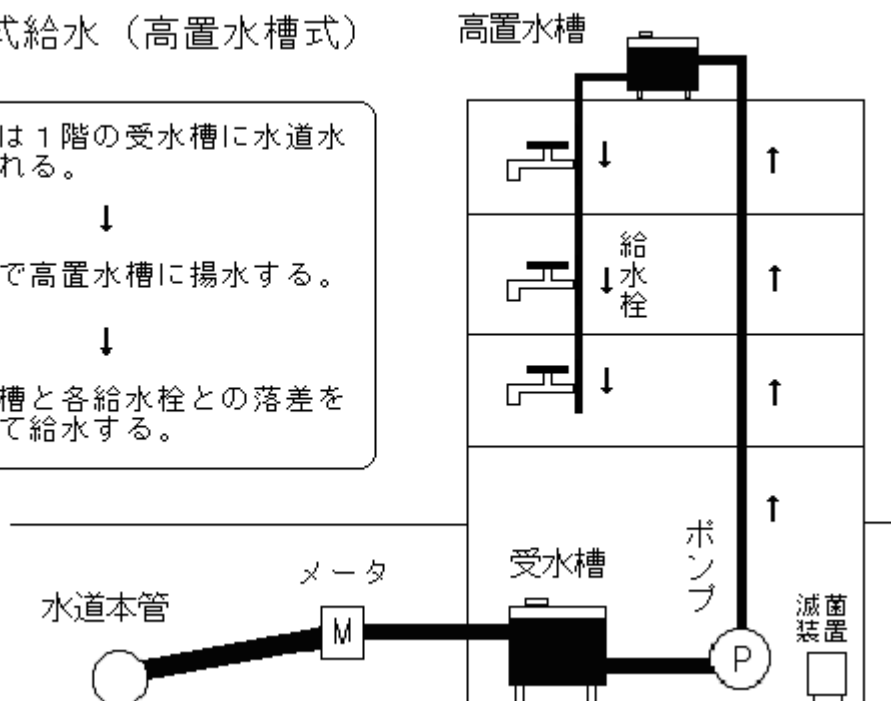 式給水（高置水槽式）
は１階の受水槽に水道水
れる。
↓
で高置水槽に揚水する。
↓
槽と各給水栓との落差を
て給水する。
高置水槽
給水栓
ポンプ
受水槽
メータ
水道本管
M
P
滅菌
装置